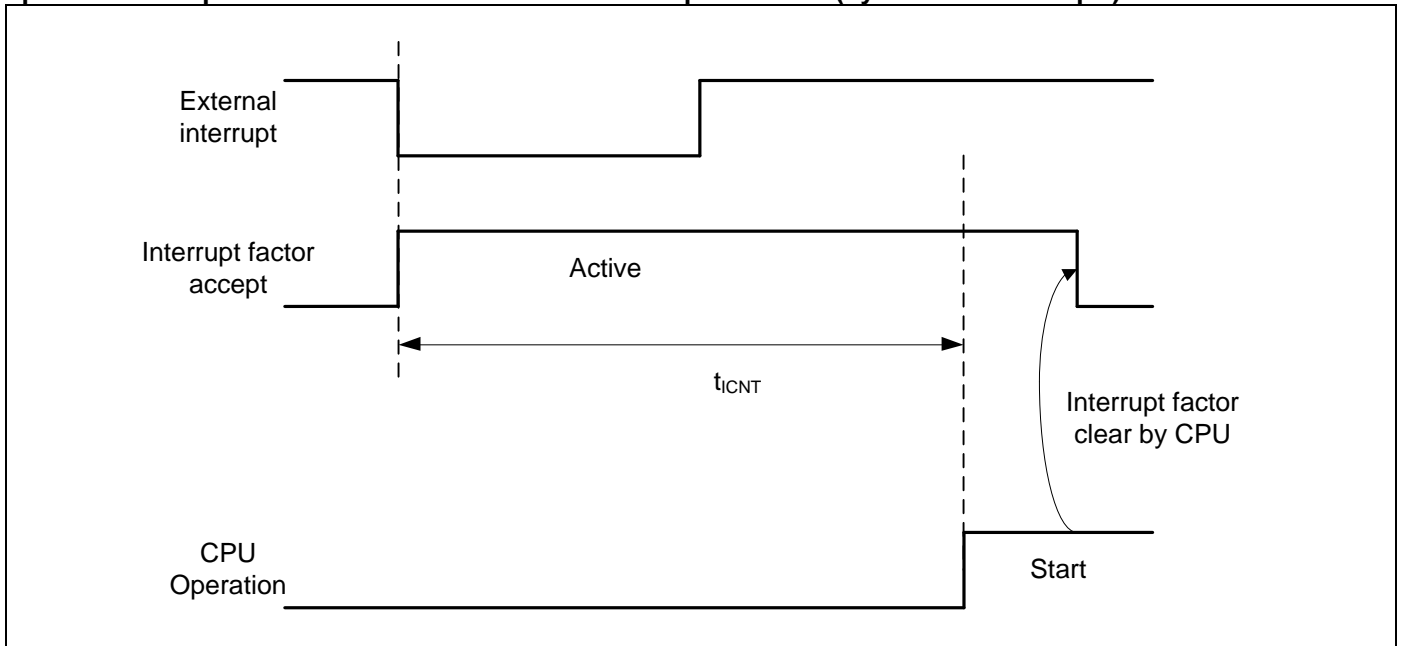 External
interrupt
Interrupt factor
accept
Active
tICNT
Interrupt factor
clear by CPU
CPU
Operation
Start